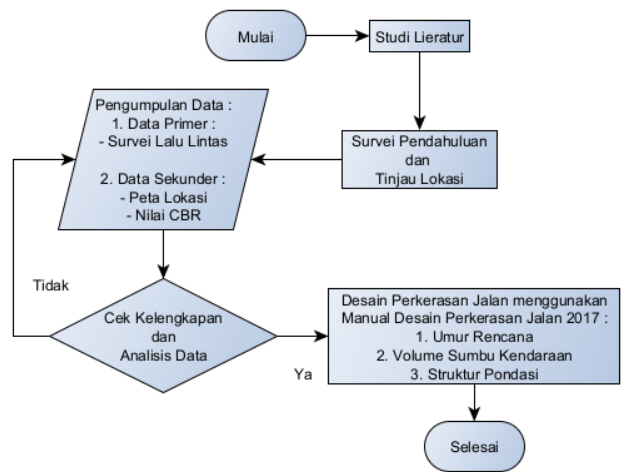 Mulai
Studi Lieratur
Survei Pendahuluan
dan
Tinjau Lokasi
Pengumpulan Data :
1. Data Primer :
- Survei Lalu Lintas
2. Data Sekunder :
- Peta Lokasi
- Nilai CBR
Tidak
Cek Kelengkapan
dan
Analisis Data
Ya
Desain Perkerasan Jalan menggunakan
Manual Desain Perkerasan Jalan 2017 :
1. Umur Rencana
2. Volume Sumbu Kendaraan
3. Struktur Pondasi
Selesai